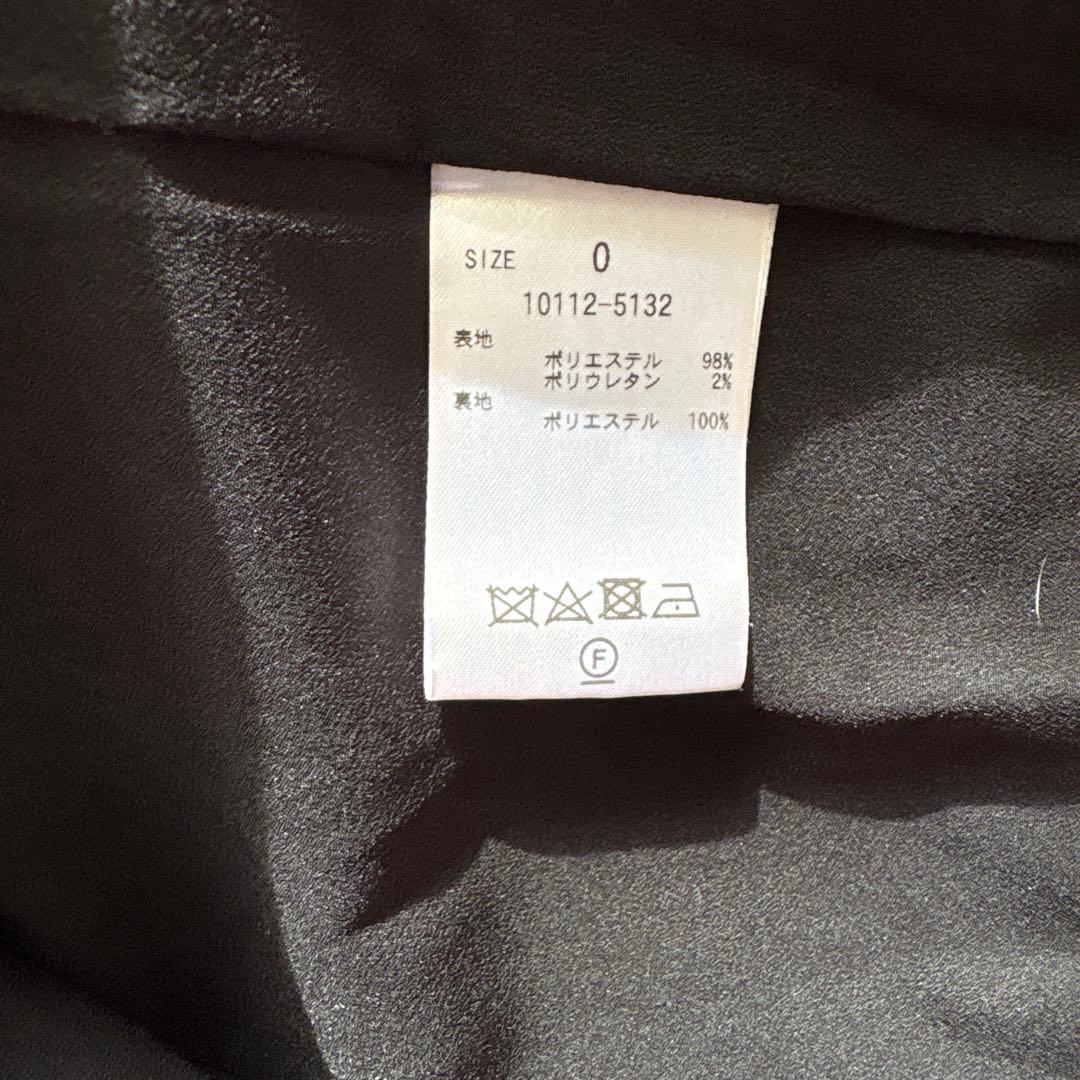 SIZE 0
10112-5132
表地
ポリエステル 98%
ポリウレタン 2%
裏地
ポリエステル 100%
F